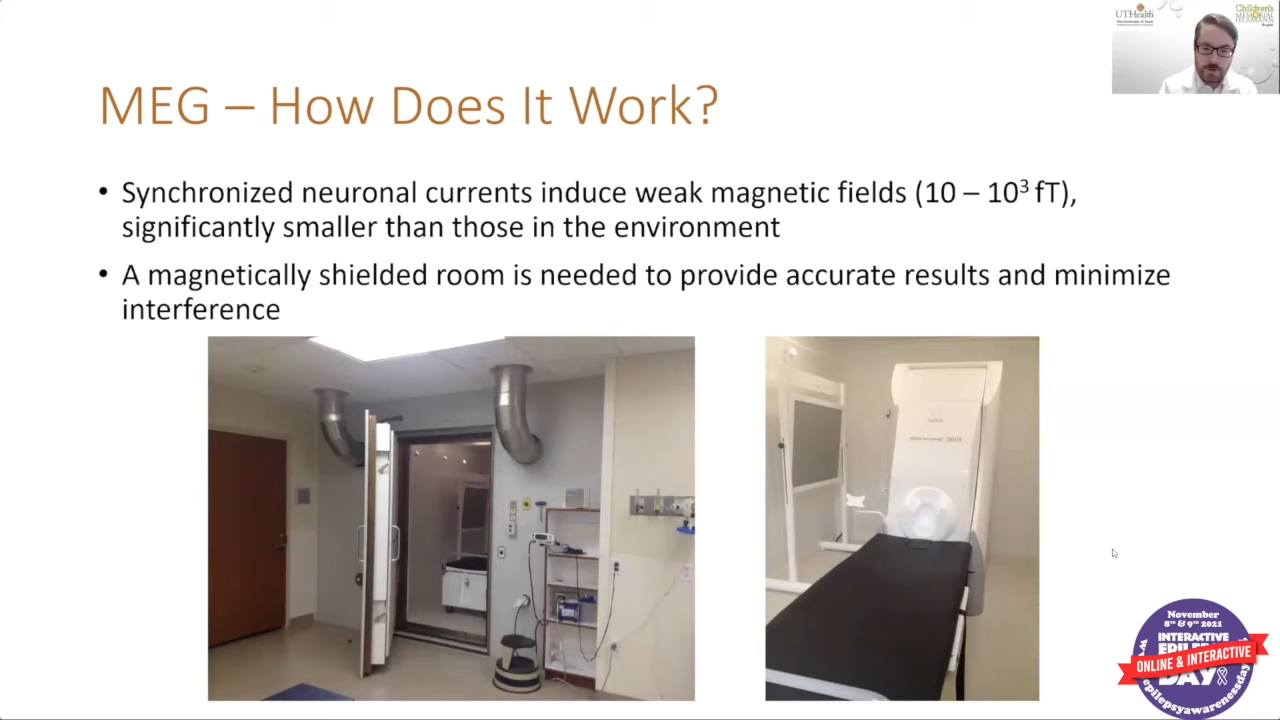 UTHealth
Children's
MEMORIAL
HERMANN
MEG – How Does It Work?
• Synchronized neuronal currents induce weak magnetic fields (10 – 10³ fT),
significantly smaller than those in the environment
• A magnetically shielded room is needed to provide accurate results and minimize
interference
November
8TH & 9TH 2021
INTERACTIVE
ONLINE & INTERACTIVE
DAY
epilepsyawarenessday